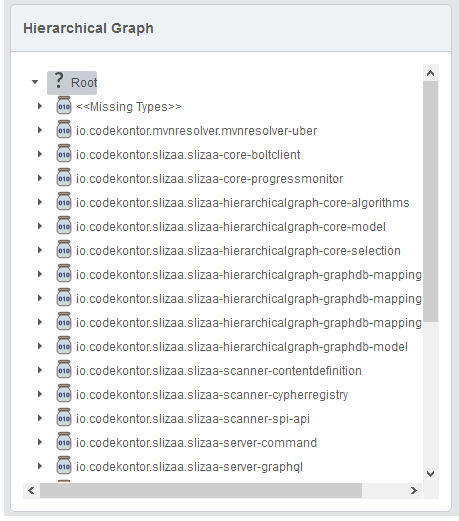 Hierarchical Graph
? Root
010 <<Missing Types>>
010 io.codekontor.mvnresolver.mvnresolver-uber
010 io.codekontor.slizaa.slizaa-core-boltclient
010 io.codekontor.slizaa.slizaa-core-progressmonitor
010 io.codekontor.slizaa.slizaa-hierarchicalgraph-core-algorithms
010 io.codekontor.slizaa.slizaa-hierarchicalgraph-core-model
010 io.codekontor.slizaa.slizaa-hierarchicalgraph-core-selection
010 io.codekontor.slizaa.slizaa-hierarchicalgraph-graphdb-mapping
010 io.codekontor.slizaa.slizaa-hierarchicalgraph-graphdb-mapping
010 io.codekontor.slizaa.slizaa-hierarchicalgraph-graphdb-mapping
010 io.codekontor.slizaa.slizaa-hierarchicalgraph-graphdb-model
010 io.codekontor.slizaa.slizaa-scanner-contentdefinition
010 io.codekontor.slizaa.slizaa-scanner-cypherregistry
010 io.codekontor.slizaa.slizaa-scanner-spi-api
010 io.codekontor.slizaa.slizaa-server-command
010 io.codekontor.slizaa.slizaa-server-graphql